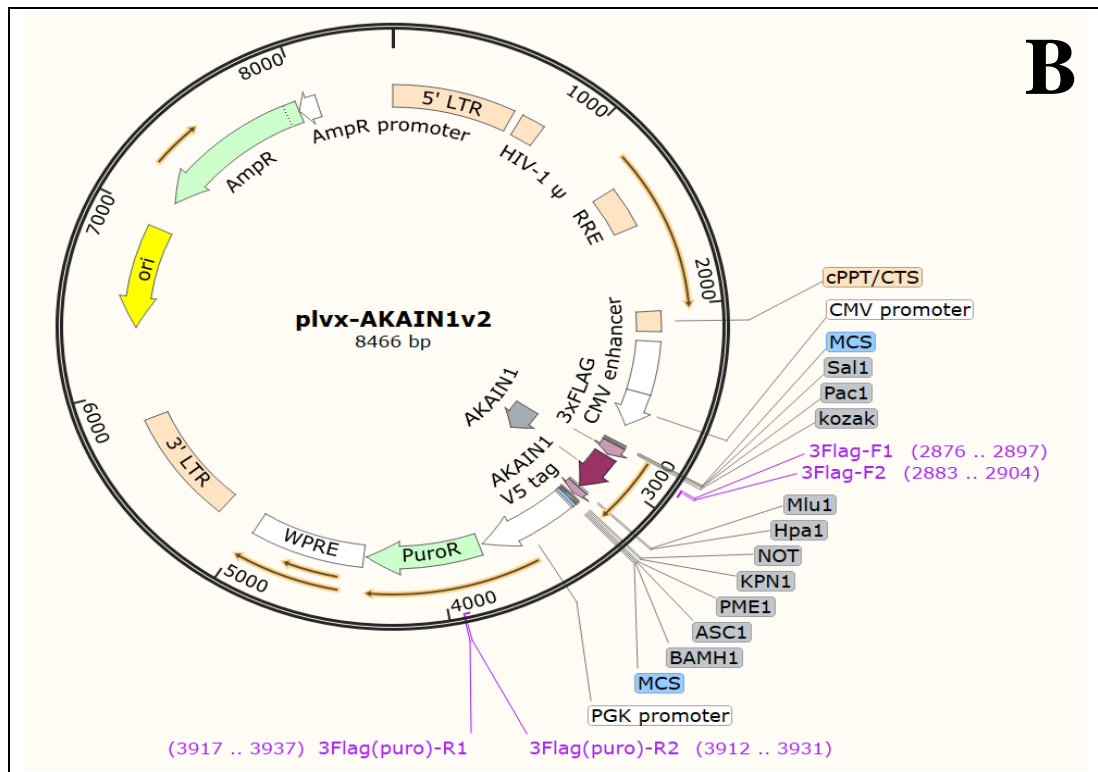 B
8000
1000
5' LTR
AmpR promoter
HIV-1 ψ
AmpR
RRE
7000
2000
ori
cPPT/CTS
CMV promoter
plvx-AKAIN1v2
8466 bp
MCS
Sal1
Pac1
kozak
CMV enhancer
3xFLAG
AKAIN1
3Flag-F1 (2876 .. 2897)
3Flag-F2 (2883 .. 2904)
3000
6000
3' LTR
AKAIN1
V5 tag
Mlu1
Hpa1
NOT
KPN1
PME1
ASC1
BAMH1
MCS
WPRE
PuroR
5000
4000
PGK promoter
(3917 .. 3937) 3Flag(puro)-R1
3Flag(puro)-R2 (3912 .. 3931)